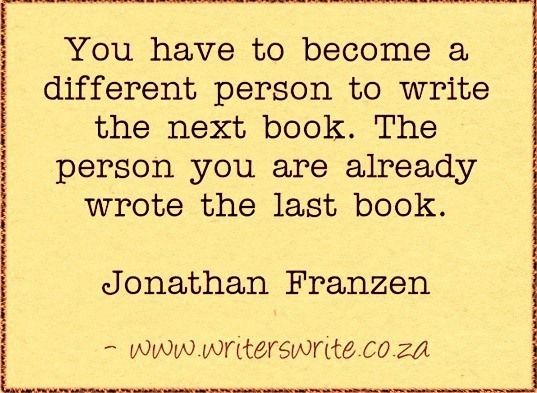 You have to become a
different person to write
the next book. The
person you are already
wrote the last book.
Jonathan Franzen
- www.writerswrite.co.za